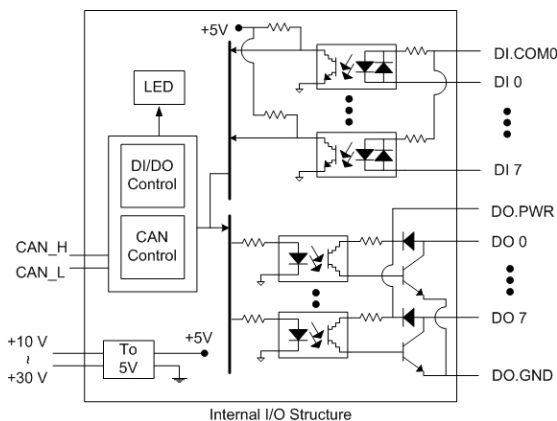 +5V
DI.COM0
LED
DI 0
DI/DO
Control
DI 7
DO.PWR
CAN_H
CAN
Control
DO 0
CAN_L
+5V
DO 7
+10 V
~
+30 V
To
5V
DO.GND
Internal I/O Structure